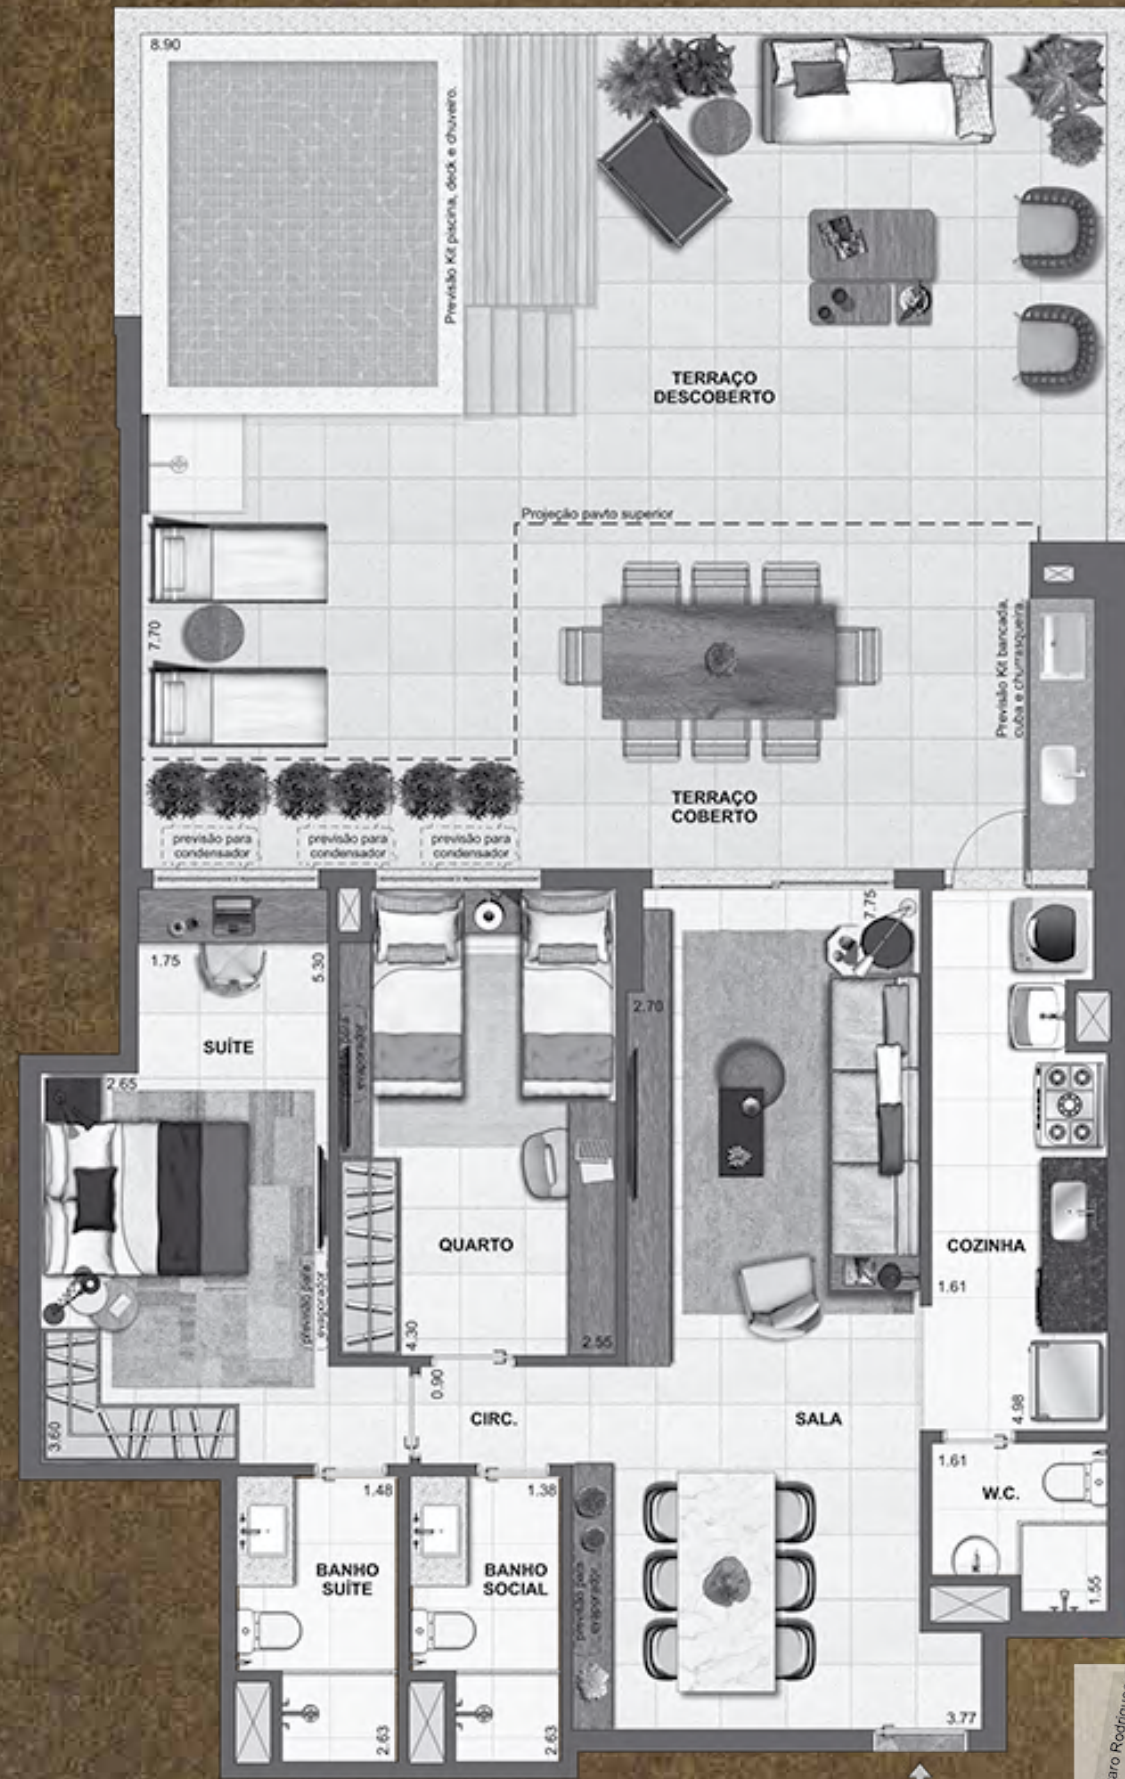 8.90
Previsão Kit piscina, deck e chuveiro.
TERRAÇO
DESCOBERTO
Projeção pavto superior
7.70
Previsão Kit bancada,
cuba e churrasqueira.
TERRAÇO
COBERTO
previsão para
condensador
previsão para
condensador
previsão para
condensador
1.75
5.30
7.75
SUÍTE
2.70
previsão para
evaporador
2.65
QUARTO
COZINHA
1.61
previsão para
evaporador
4.30
2.55
0.90
CIRC.
SALA
4.98
3.60
1.61
W.C.
1.48
1.38
BANHO
SUÍTE
BANHO
SOCIAL
previsão para
evaporador
1.55
2.63
2.63
3.77